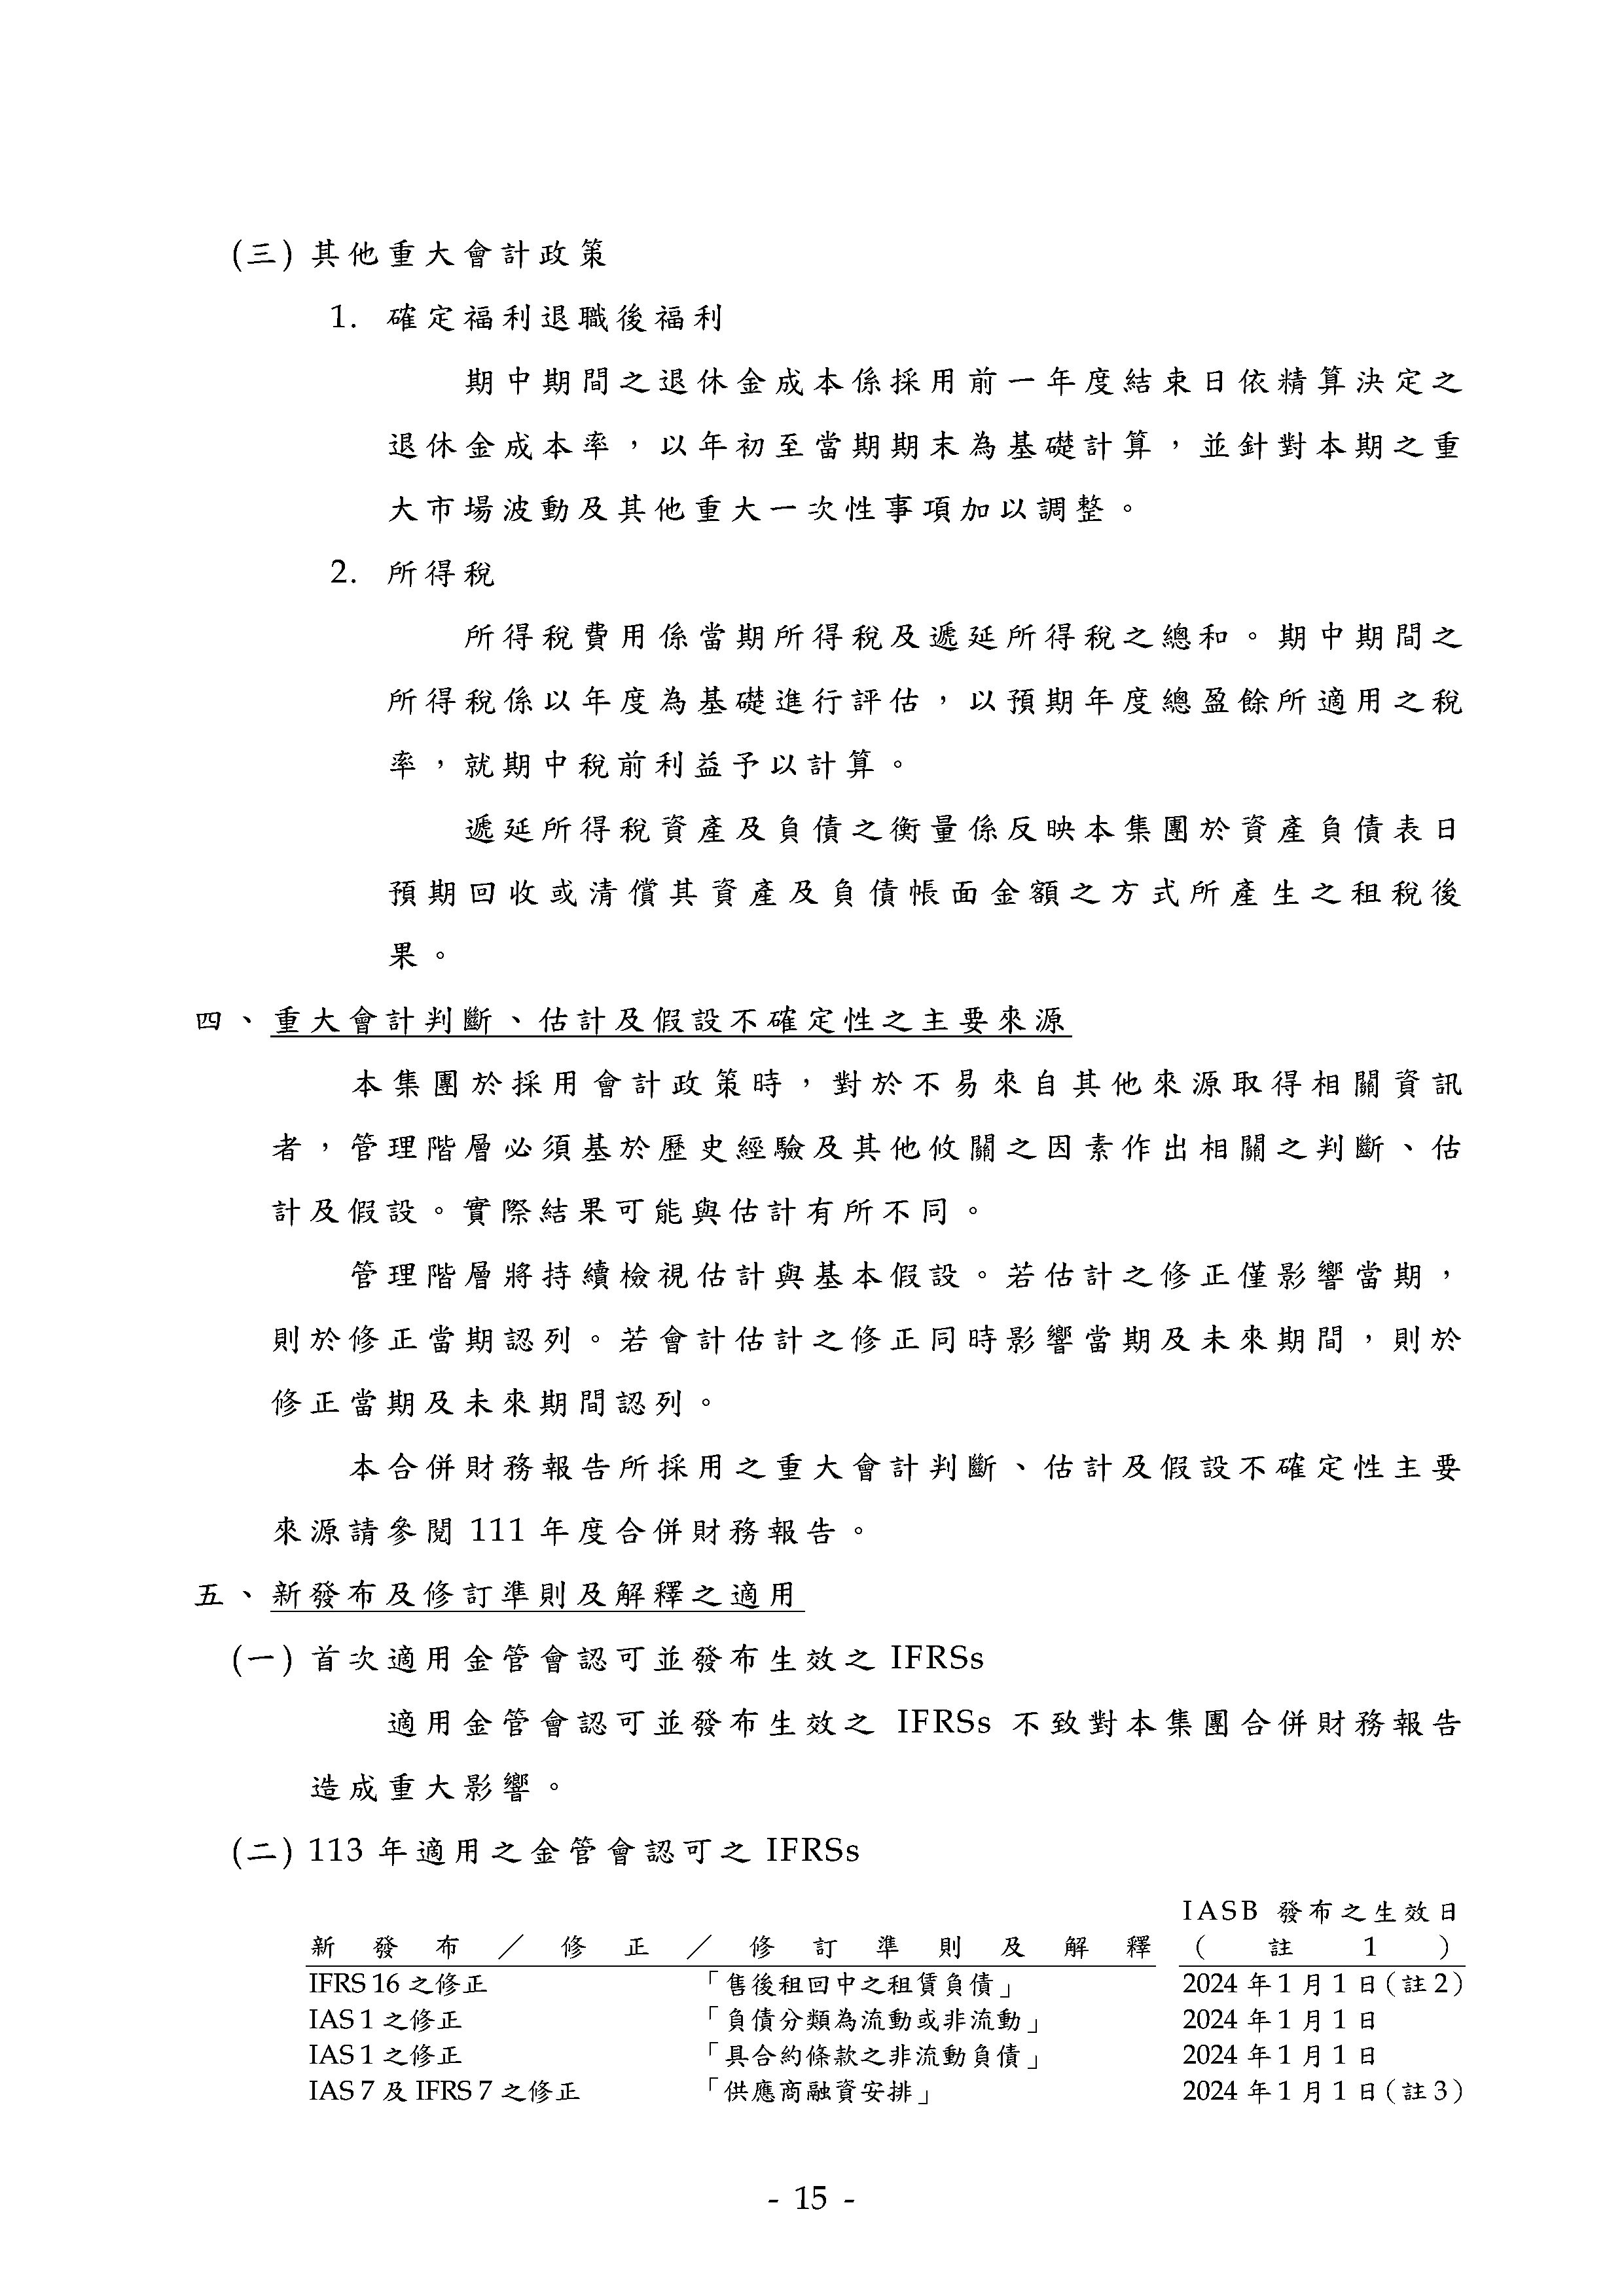 (三) 其他重大會計政策
1. 確定福利退職後福利
期中期間之退休金成本係採用前一年度結束日依精算決定之
退休金成本率，以年初至當期期末為基礎計算，並針對本期之重
大市場波動及其他重大一次性事項加以調整。
2. 所得稅
所得稅費用係當期所得稅及遞延所得稅之總和。期中期間之
所得稅係以年度為基礎進行評估，以預期年度總盈餘所適用之稅
率，就期中稅前利益予以計算。
遞延所得稅資產及負債之衡量係反映本集團於資產負債表日
預期回收或清償其資產及負債帳面金額之方式所產生之租稅後
果。
四、重大會計判斷、估計及假設不確定性之主要來源
本集團於採用會計政策時，對於不易來自其他來源取得相關資訊
者，管理階層必須基於歷史經驗及其他攸關之因素作出相關之判斷、估
計及假設。實際結果可能與估計有所不同。
管理階層將持續檢視估計與基本假設。若估計之修正僅影響當期，
則於修正當期認列。若會計估計之修正同時影響當期及未來期間，則於
修正當期及未來期間認列。
本合併財務報告所採用之重大會計判斷、估計及假設不確定性主要
來源請參閱 111 年度合併財務報告。
五、新發布及修訂準則及解釋之適用
(一) 首次適用金管會認可並發布生效之 IFRSs
適用金管會認可並發布生效之 IFRSs 不致對本集團合併財務報告
造成重大影響。
(二) 113 年適用之金管會認可之 IFRSs
IASB 發布之生效日
新發布／修正／修訂準則及解釋 (註 1)
IFRS 16 之修正 「售後租回中之租賃負債」 2024 年 1 月 1 日(註 2)
IAS 1 之修正 「負債分類為流動或非流動」 2024 年 1 月 1 日
IAS 1 之修正 「具合約條款之非流動負債」 2024 年 1 月 1 日
IAS 7 及 IFRS 7 之修正 「供應商融資安排」 2024 年 1 月 1 日(註 3)
- 15 -